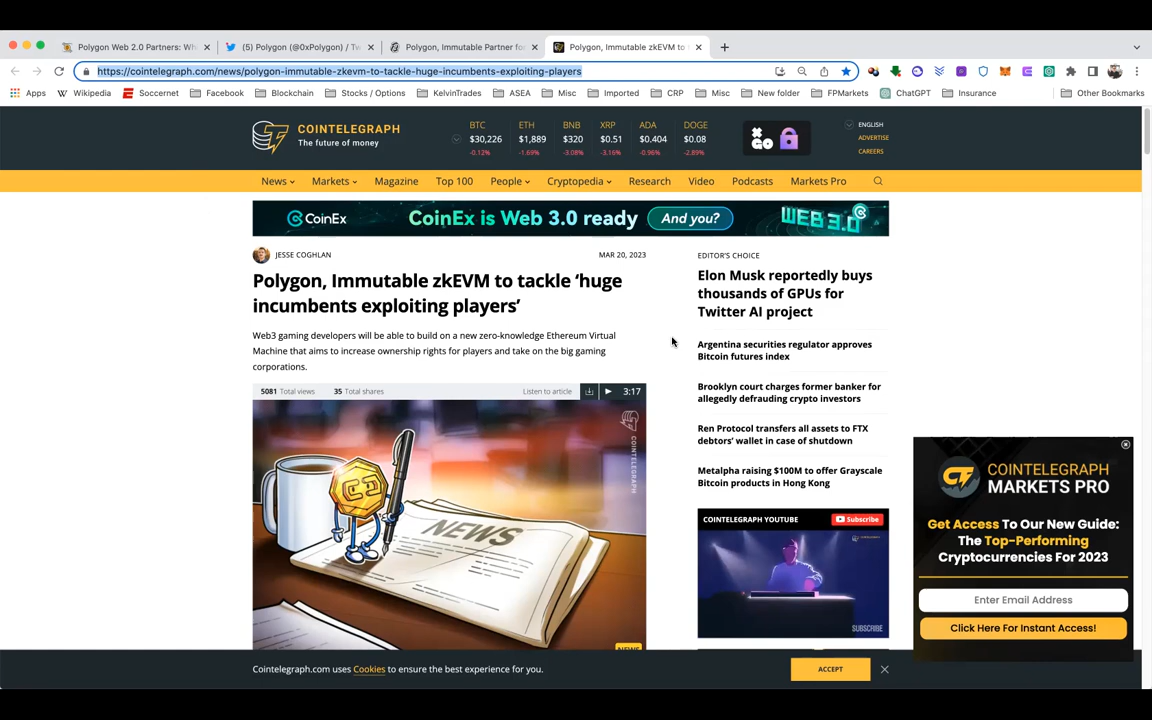 Polygon Web 2.0 Partners: Wh
(5) Polygon (@0xPolygon) / Tw
Polygon, Immutable Partner for
Polygon, Immutable zkEVM to
https://cointelegraph.com/news/polygon-immutable-zkevm-to-tackle-huge-incumbents-exploiting-players
Apps
Wikipedia
Soccernet
Facebook
Blockchain
Stocks / Options
KelvinTrades
ASEA
Misc
Imported
CRP
Misc
New folder
FPMarkets
ChatGPT
Insurance
Other Bookmarks
COINTELEGRAPH
The future of money
BTC
$30,226
-0.12%
ETH
$1,889
-1.69%
BNB
$320
-3.08%
XRP
$0.51
-3.16%
ADA
$0.404
-0.96%
DOGE
$0.08
-2.89%
GO
ENGLISH
ADVERTISE
CAREERS
News
Markets
Magazine
Top 100
People
Cryptopedia
Research
Video
Podcasts
Markets Pro
CoinEx
CoinEx is Web 3.0 ready
And you?
WEB 3.0
JESSE COGHLAN
MAR 20, 2023
Polygon, Immutable zkEVM to tackle ‘huge
incumbents exploiting players’
Web3 gaming developers will be able to build on a new zero-knowledge Ethereum Virtual
Machine that aims to increase ownership rights for players and take on the big gaming
corporations.
5081 Total views
35 Total shares
Listen to article
3:17
COINTELEGRAPH
NEWS
NEWS
EDITOR'S CHOICE
Elon Musk reportedly buys
thousands of GPUs for
Twitter AI project
Argentina securities regulator approves
Bitcoin futures index
Brooklyn court charges former banker for
allegedly defrauding crypto investors
Ren Protocol transfers all assets to FTX
debtors’ wallet in case of shutdown
Metalpha raising $100M to offer Grayscale
Bitcoin products in Hong Kong
COINTELEGRAPH YOUTUBE
Subscribe
SUBSCRIBE
COINTELEGRAPH
MARKETS PRO
Get Access To Our New Guide:
The Top-Performing
Cryptocurrencies For 2023
Enter Email Address
Click Here For Instant Access!
Cointelegraph.com uses Cookies to ensure the best experience for you.
ACCEPT